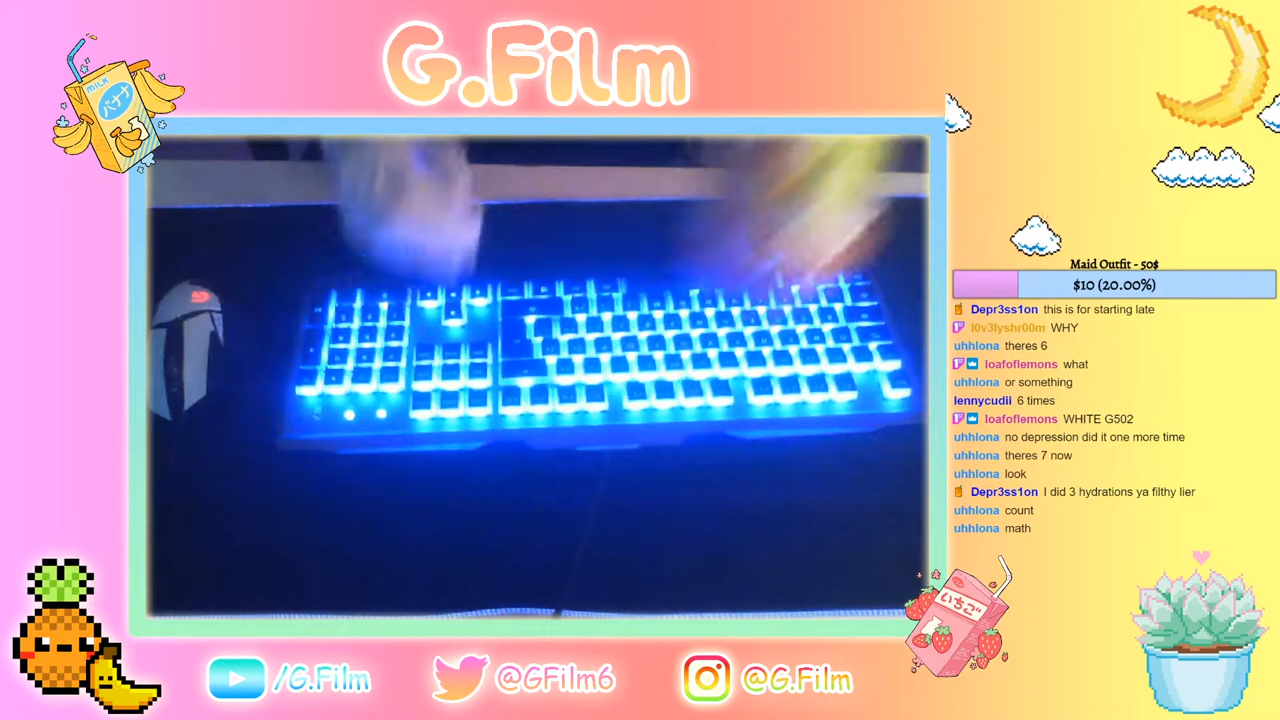 G.Film
MILK
バナナ
Maid Outfit - 50$
$10 (20.00%)
Depr3ss1on this is for starting late
l0v3lyshr00m WHY
uhhlona theres 6
loafoflemons what
uhhlona or something
lennycudii 6 times
loafoflemons WHITE G502
uhhlona no depression did it one more time
uhhlona theres 7 now
uhhlona look
Depr3ss1on I did 3 hydrations ya filthy lier
uhhlona count
uhhlona math
いちご
/G.Film
@GFilm6
@G.Film